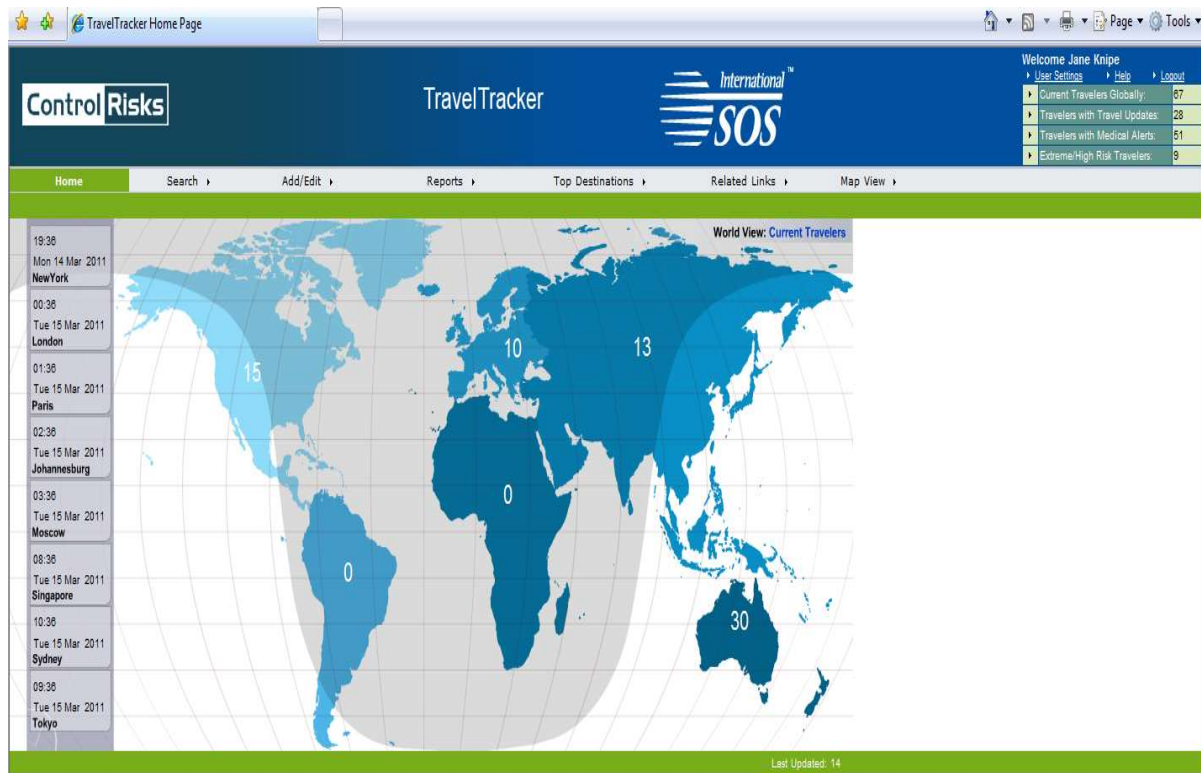 TravelTracker Home Page
Page
Tools
Control Risks
TravelTracker
International™
SOS
Welcome Jane Knipe
User Settings Help Logout
Current Travelers Globally: 67
Travelers with Travel Updates: 28
Travelers with Medical Alerts: 51
Extreme/High Risk Travelers: 9
Home Search Add/Edit Reports Top Destinations Related Links Map View
World View: Current Travelers
19:36
Mon 14 Mar 2011
NewYork
00:36
Tue 15 Mar 2011
London
01:36
Tue 15 Mar 2011
Paris
02:36
Tue 15 Mar 2011
Johannesburg
03:36
Tue 15 Mar 2011
Moscow
08:36
Tue 15 Mar 2011
Singapore
10:36
Tue 15 Mar 2011
Sydney
09:36
Tue 15 Mar 2011
Tokyo
15
10
13
0
0
30
Last Updated: 14